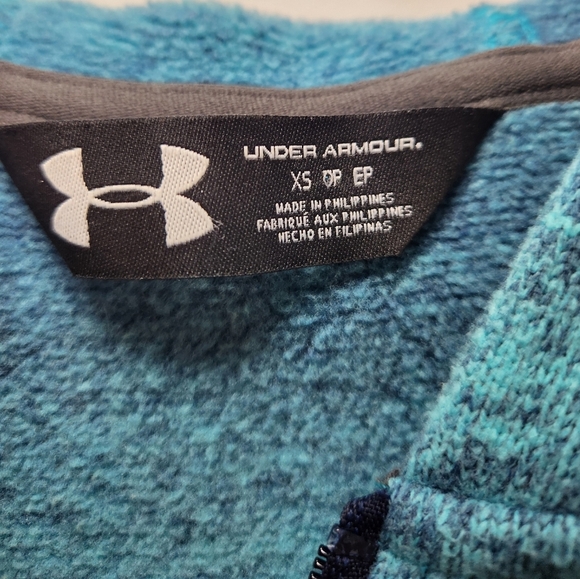 UNDER ARMOUR.
XS TP EP
MADE IN PHILIPPINES
FABRIQUÉ AUX PHILIPPINES
HECHO EN FILIPINAS